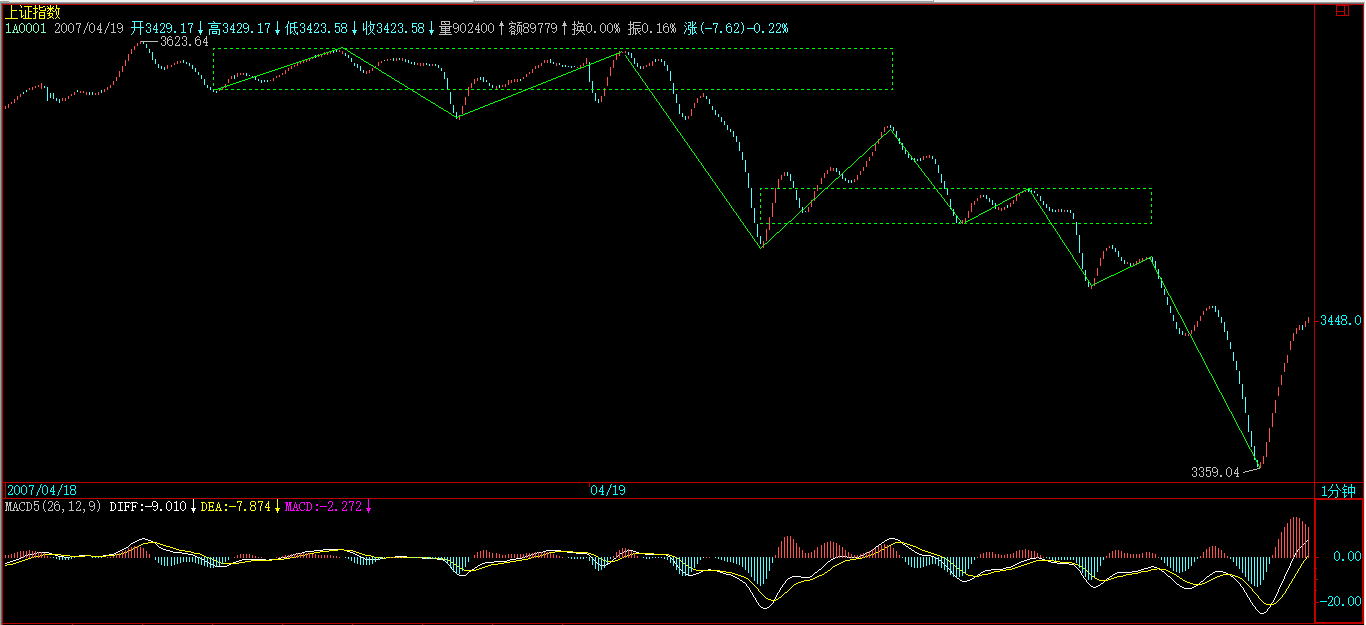 上证指数
日
1A0001 2007/04/19 开3429.17↓高3429.17↓低3423.58↓收3423.58↓量902400↑额89779↑换0.00% 振0.16% 涨(-7.62)-0.22%
3623.64
3448.0
3359.04
2007/04/18 04/19 1分钟
MACD5(26,12,9) DIFF:-9.010↓DEA:-7.874↓MACD:-2.272↓
0.00
-20.00